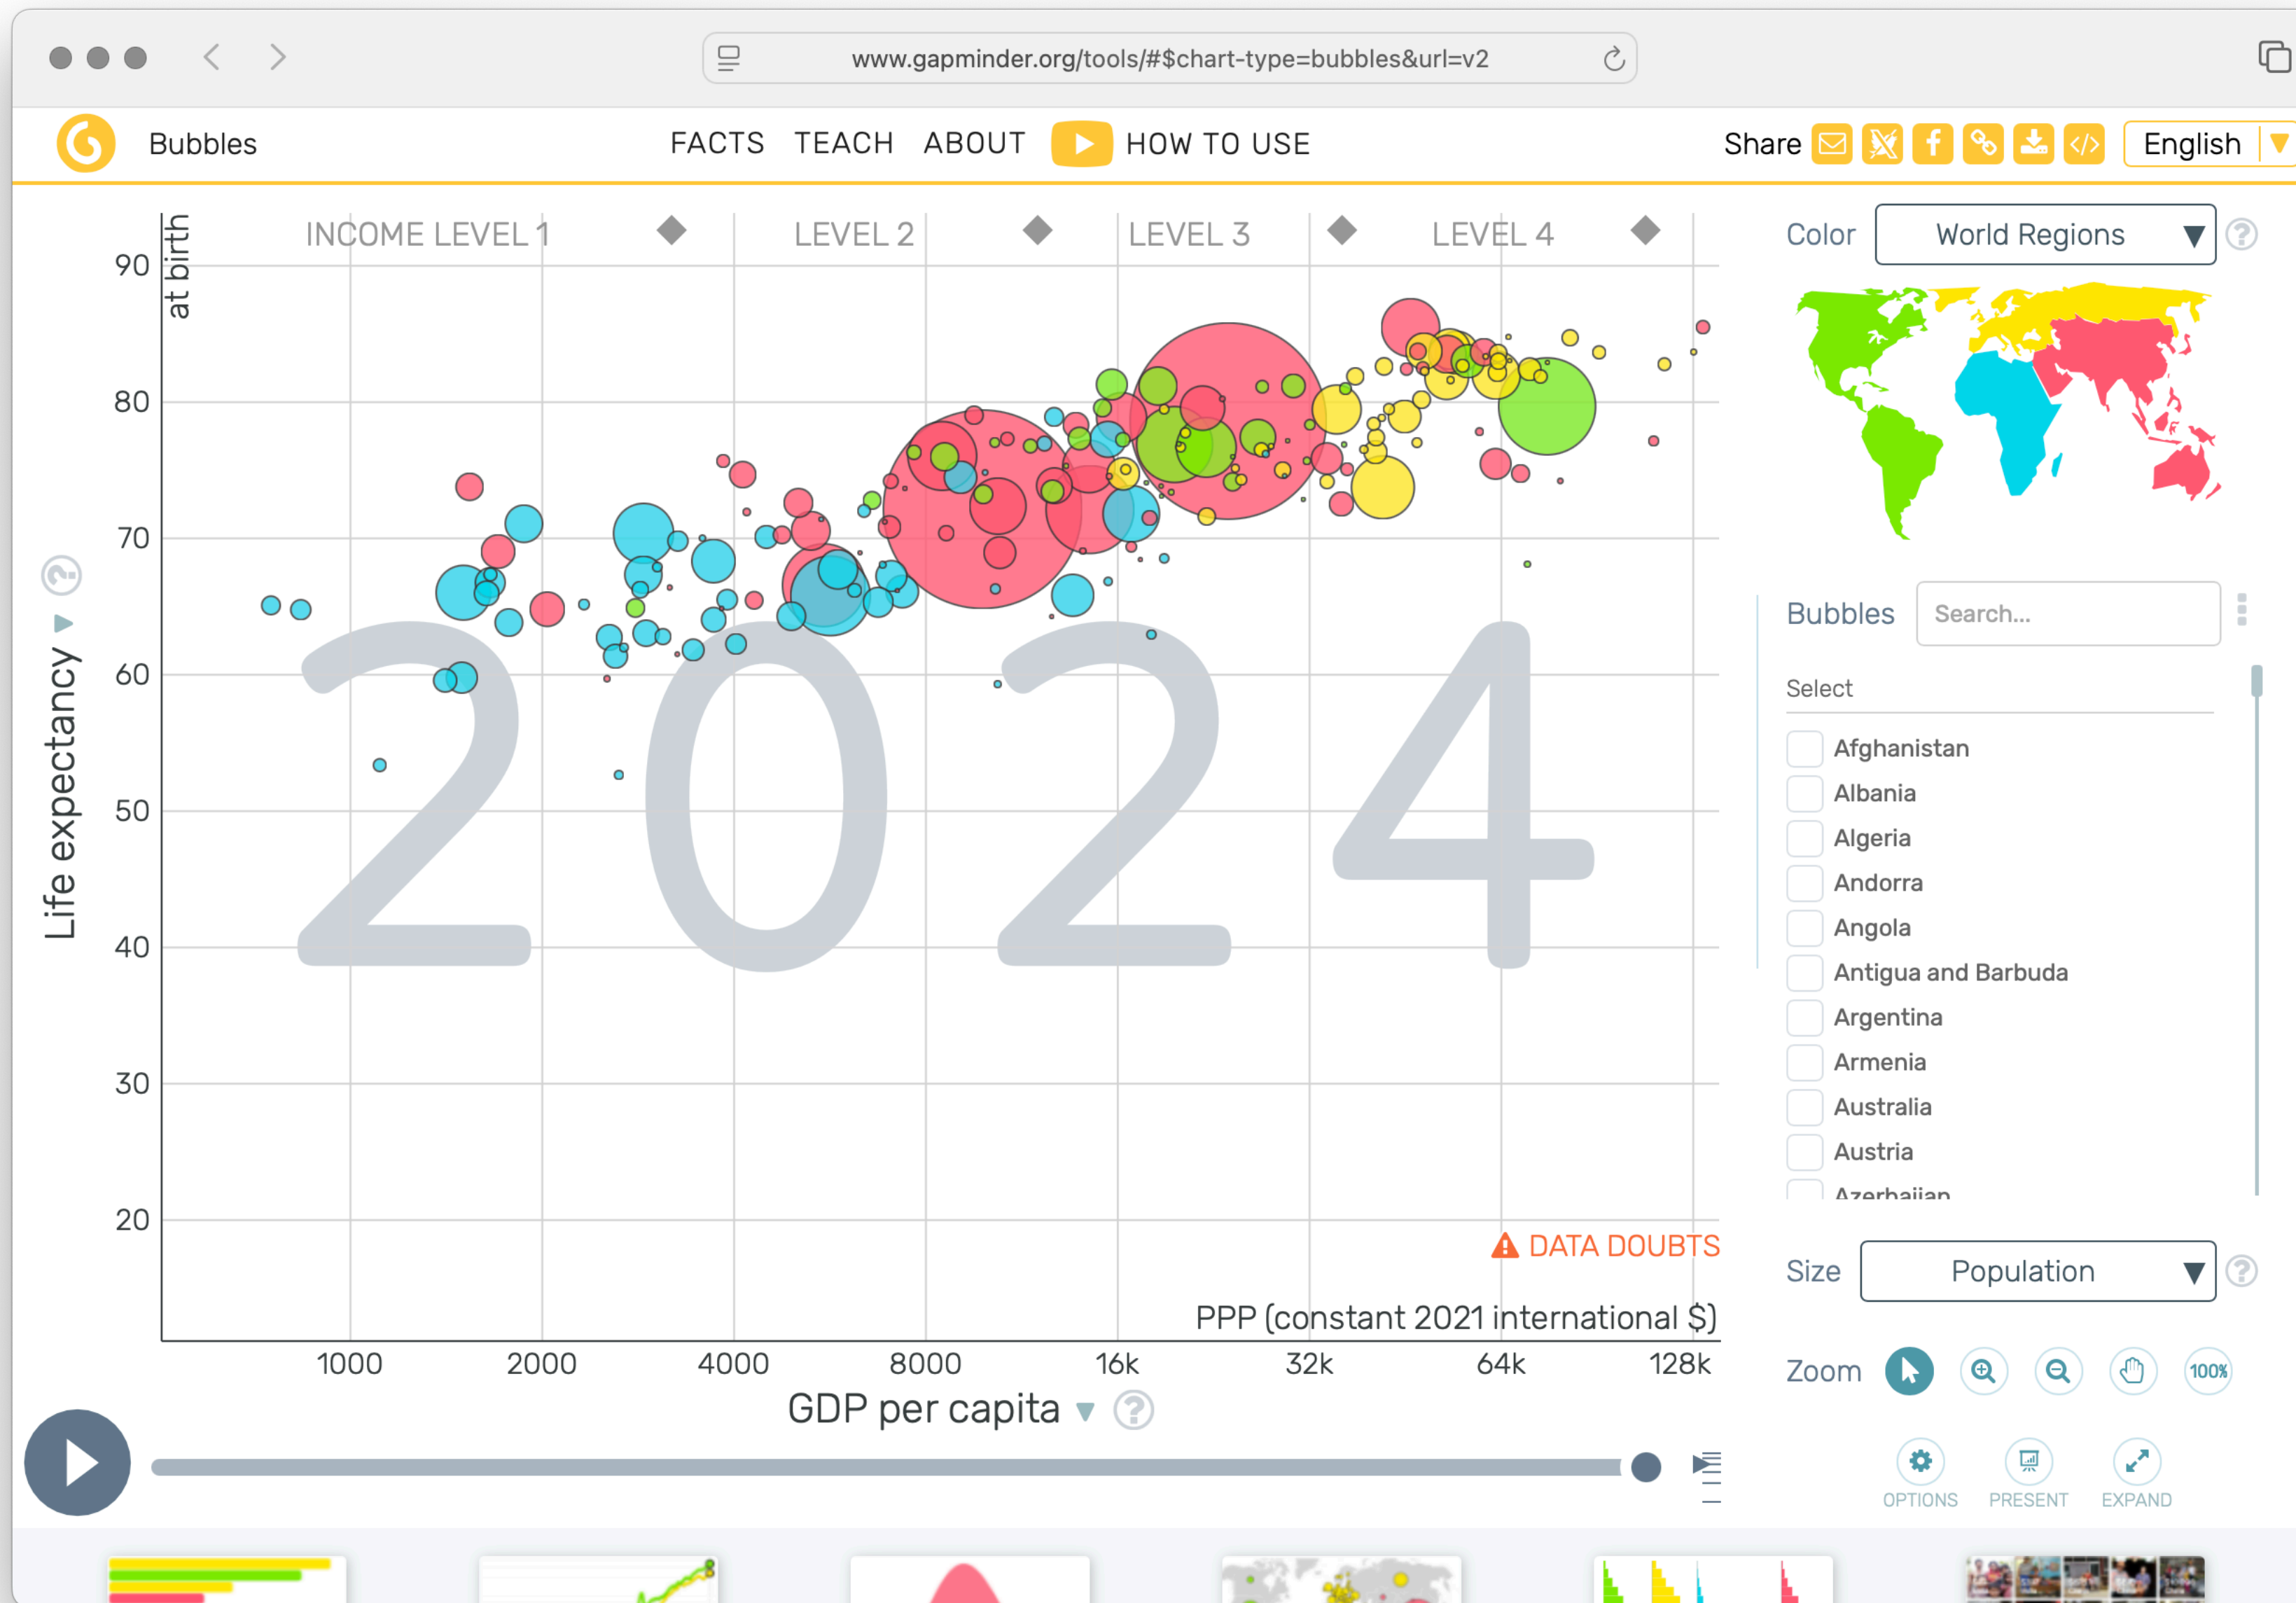 www.gapminder.org/tools/#$chart-type=bubbles&url=v2
Bubbles
FACTS TEACH ABOUT HOW TO USE
Share
English
INCOME LEVEL 1
LEVEL 2
LEVEL 3
LEVEL 4
at birth
90
80
70
60
50
40
30
20
Life expectancy
?
2024
DATA DOUBTS
PPP (constant 2021 international $)
1000 2000 4000 8000 16k 32k 64k 128k
GDP per capita ?
Color World Regions ?
Bubbles Search...
Select
Afghanistan
Albania
Algeria
Andorra
Angola
Antigua and Barbuda
Argentina
Armenia
Australia
Austria
Azerbaijan
Size Population ?
Zoom 100%
OPTIONS PRESENT EXPAND